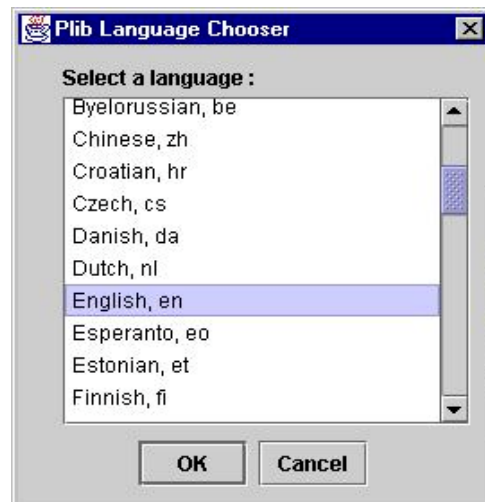 Plib Language Chooser
Select a language :
Byelorussian, be
Chinese, zh
Croatian, hr
Czech, cs
Danish, da
Dutch, nl
English, en
Esperanto, eo
Estonian, et
Finnish, fi
OK Cancel